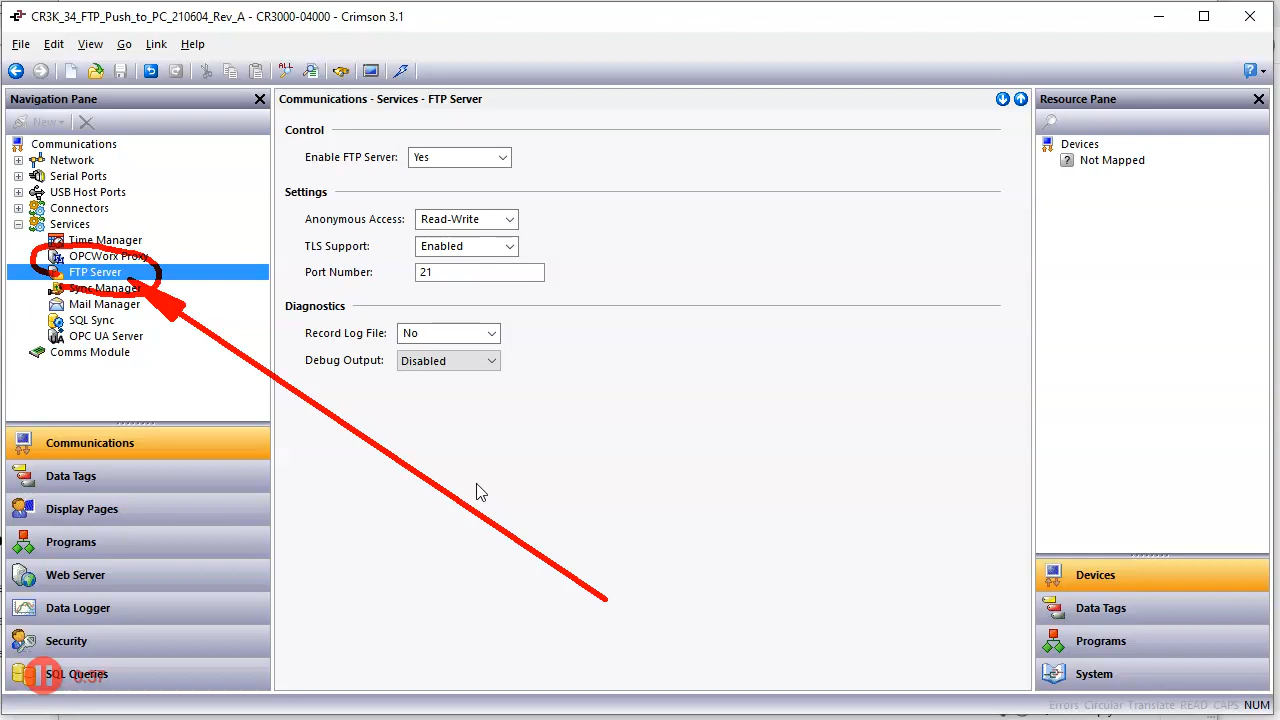 CR3K_34_FTP_Push_to_PC_210604_Rev_A - CR3000-04000 - Crimson 3.1
File Edit View Go Link Help
ALL
Navigation Pane
New
Communications
Network
Serial Ports
USB Host Ports
Connectors
Services
Time Manager
OPCWorx Proxy
FTP Server
Sync Manager
Mail Manager
SQL Sync
OPC UA Server
Comms Module
Communications
Data Tags
Display Pages
Programs
Web Server
Data Logger
Security
SQL Queries
0:37
Communications - Services - FTP Server
Control
Enable FTP Server: Yes
Settings
Anonymous Access: Read-Write
TLS Support: Enabled
Port Number: 21
Diagnostics
Record Log File: No
Debug Output: Disabled
Resource Pane
Devices
Not Mapped
Devices
Data Tags
Programs
System
Errors Circular Translate READ CAPS NUM